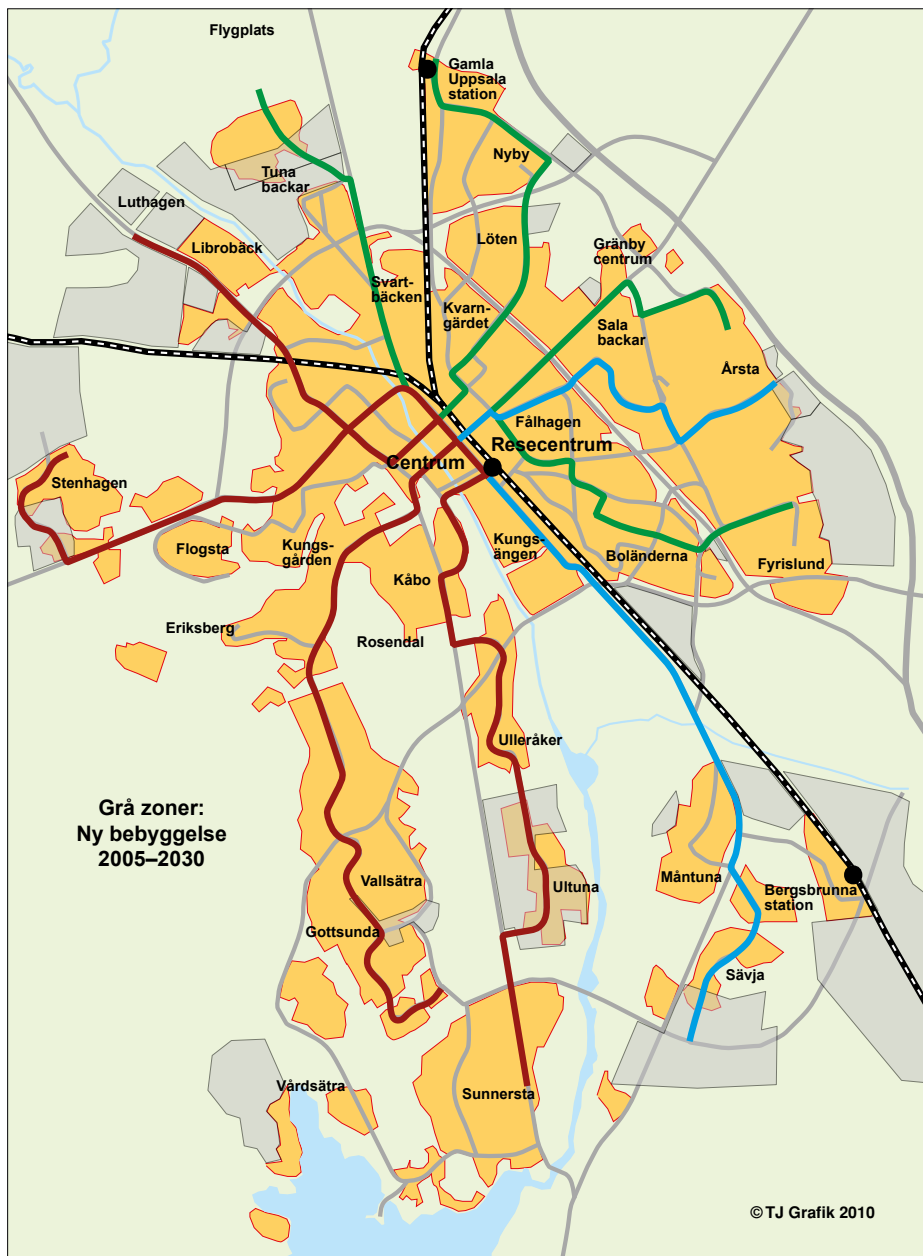 Flygplats
Gamla
Uppsala
station
Nyby
Tuna
backar
Luthagen
Librobäck
Löten
Gränby
centrum
Svart-
bäcken
Kvarn-
gärdet
Sala
backar
Årsta
Fålhagen
Resecentrum
Centrum
Stenhagen
Flogsta
Kungs-
gården
Kungs-
ängen
Boländerna
Fyrislund
Kåbo
Eriksberg
Rosendal
Ulleråker
Grå zoner:
Ny bebyggelse
2005–2030
Vallsätra
Ultuna
Måntuna
Bergsbrunna
station
Gottsunda
Sävja
Vårdsätra
Sunnersta
© TJ Grafik 2010